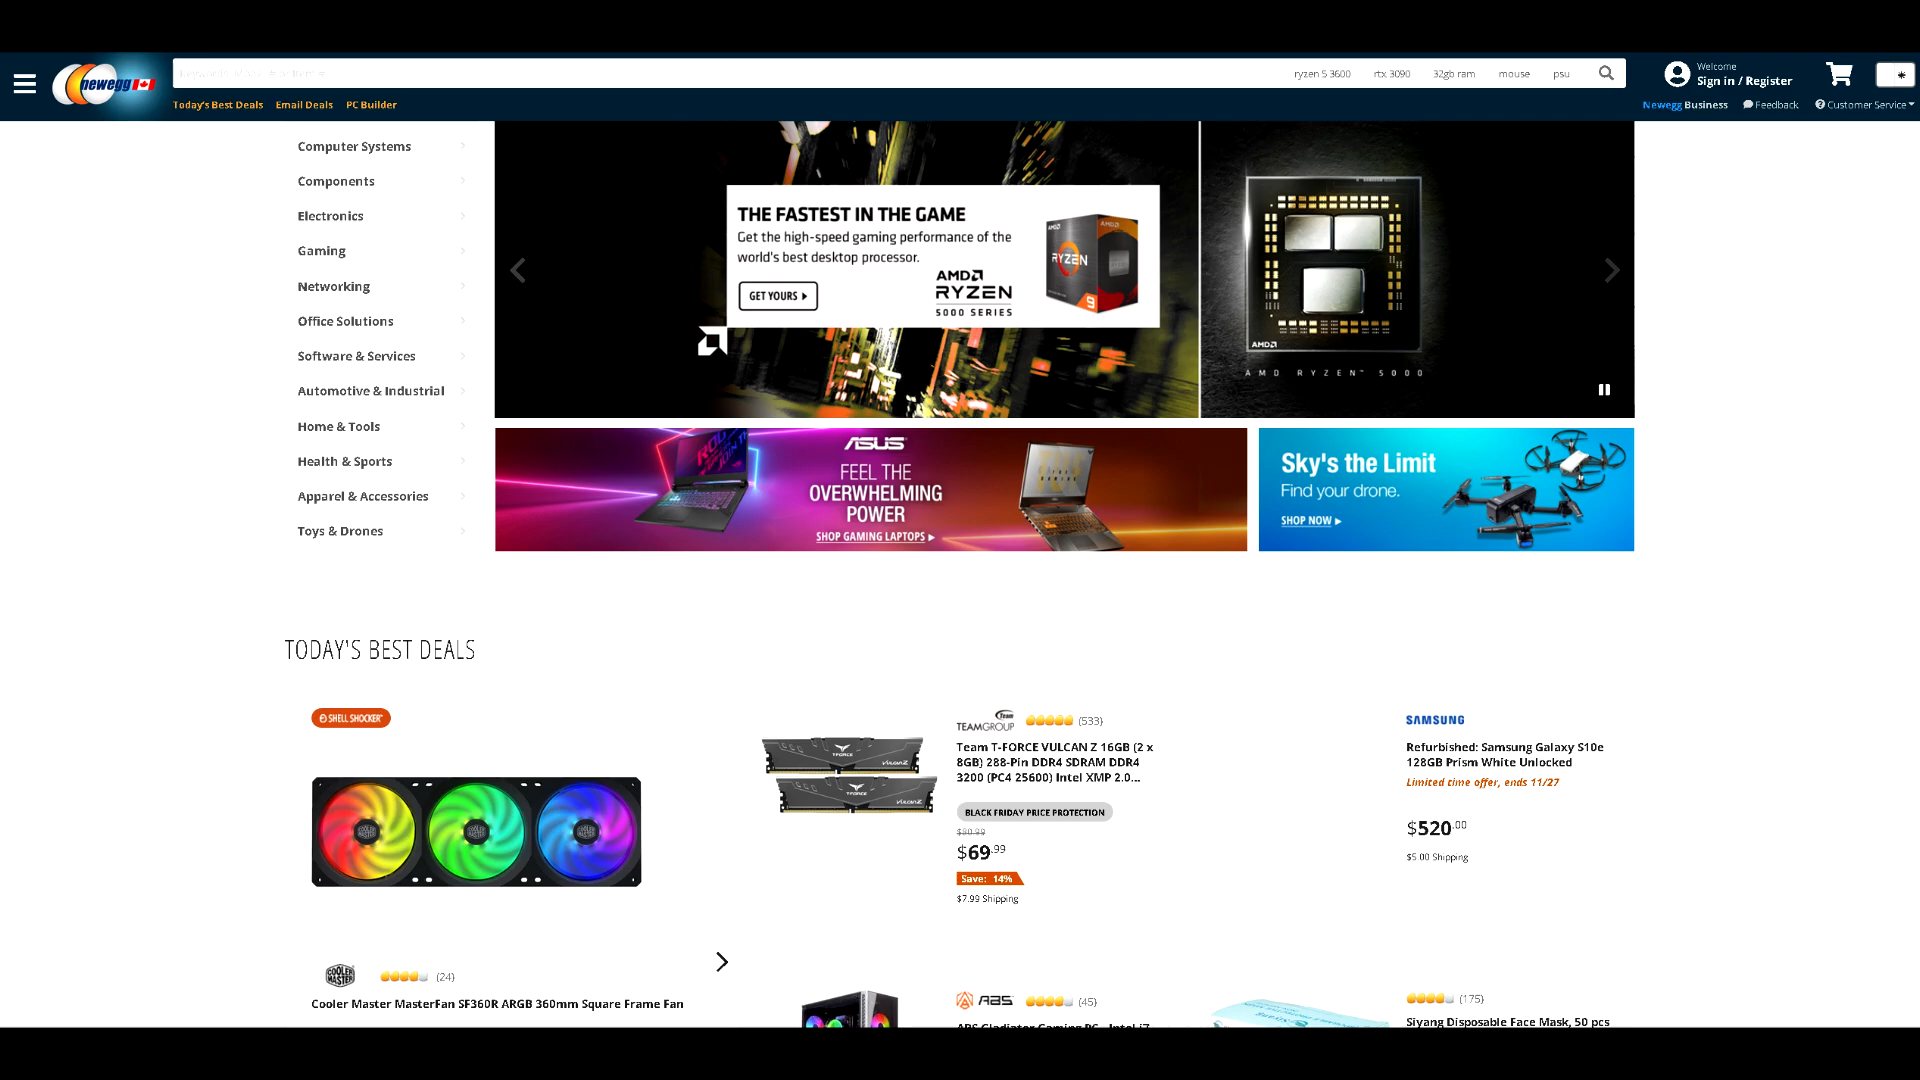 newegg
ryzen 5 3600 rtx 3090 32gb ram mouse psu
Welcome
Sign in / Register
Today's Best Deals Email Deals PC Builder
Newegg Business Feedback Customer Service
Computer Systems
Components
Electronics
Gaming
Networking
Office Solutions
Software & Services
Automotive & Industrial
Home & Tools
Health & Sports
Apparel & Accessories
Toys & Drones
THE FASTEST IN THE GAME
Get the high-speed gaming performance of the
world's best desktop processor.
GET YOURS
AMD
RYZEN
5000 SERIES
AMD
RYZEN
9
AMD
AMD RYZEN™ 5000
ASUS
FEEL THE
OVERWHELMING
POWER
SHOP GAMING LAPTOPS
Sky's the Limit
Find your drone.
SHOP NOW
TODAY'S BEST DEALS
SHELL SHOCKER
COOLER
MASTER
(24)
Cooler Master MasterFan SF360R ARGB 360mm Square Frame Fan
T-FORCE
VULCAN Z
T-FORCE
VULCAN Z
Team
TEAMGROUP
(533)
Team T-FORCE VULCAN Z 16GB (2 x
8GB) 288-Pin DDR4 SDRAM DDR4
3200 (PC4 25600) Intel XMP 2.0...
BLACK FRIDAY PRICE PROTECTION
$80.99
$69.99
Save: 14%
$7.99 Shipping
ABS
(45)
ABS Gladiator Gaming PC - Intel i7
SAMSUNG
Refurbished: Samsung Galaxy S10e
128GB Prism White Unlocked
Limited time offer, ends 11/27
$520.00
$5.00 Shipping
(175)
Siyang Disposable Face Mask, 50 pcs